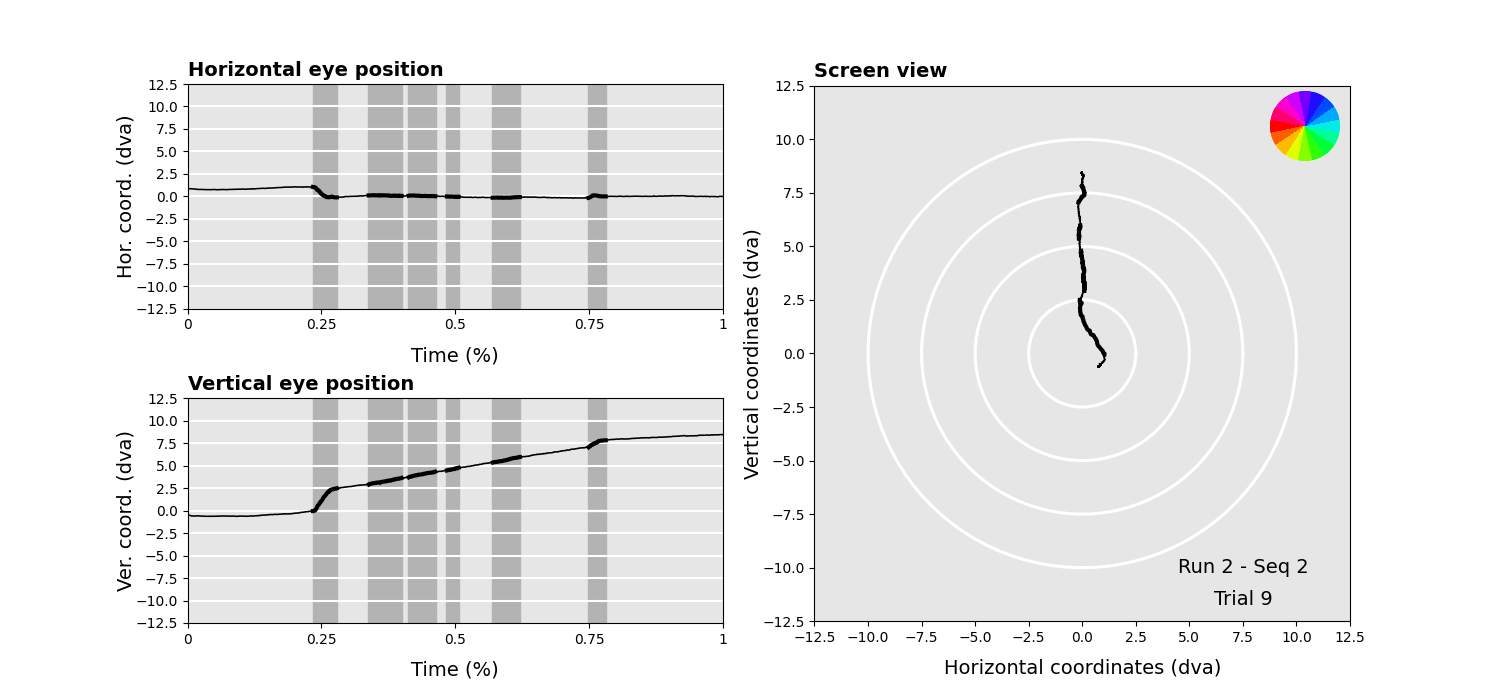 Horizontal eye position
Hor. coord. (dva)
12.5
10.0
7.5
5.0
2.5
0.0
−2.5
−5.0
−7.5
−10.0
−12.5
0 0.25 0.5 0.75 1
Time (%)
Vertical eye position
Ver. coord. (dva)
12.5
10.0
7.5
5.0
2.5
0.0
−2.5
−5.0
−7.5
−10.0
−12.5
0 0.25 0.5 0.75 1
Time (%)
Screen view
Vertical coordinates (dva)
12.5
10.0
7.5
5.0
2.5
0.0
−2.5
−5.0
−7.5
−10.0
−12.5
Run 2 - Seq 2
Trial 9
−12.5 −10.0 −7.5 −5.0 −2.5 0.0 2.5 5.0 7.5 10.0 12.5
Horizontal coordinates (dva)